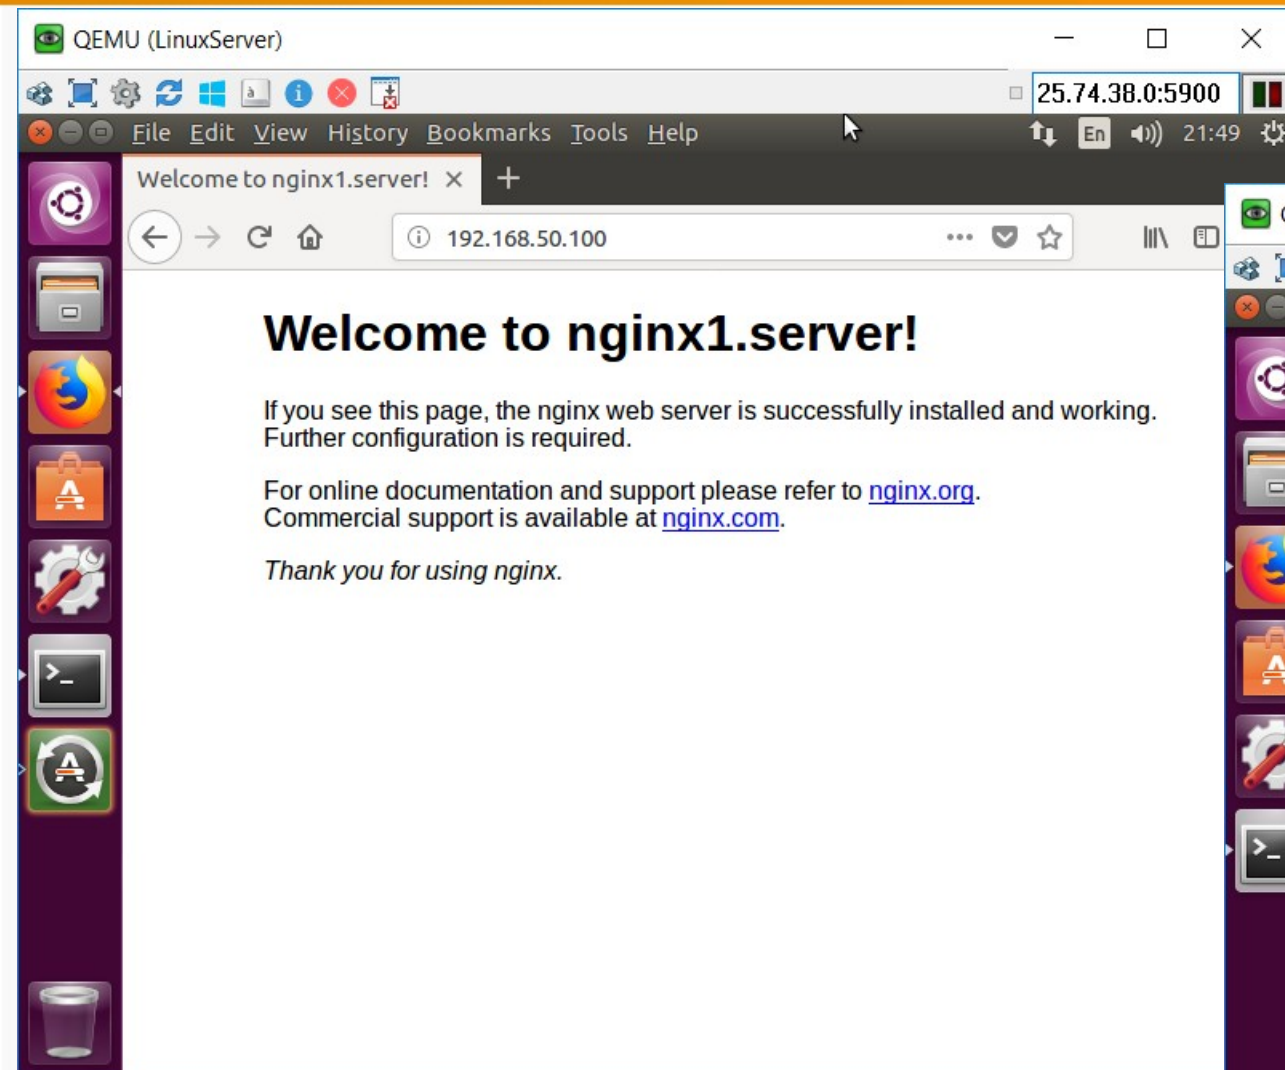 QEMU (LinuxServer)
25.74.38.0:5900
File Edit View History Bookmarks Tools Help
En 21:49
Welcome to nginx1.server!
192.168.50.100
Welcome to nginx1.server!
If you see this page, the nginx web server is successfully installed and working.
Further configuration is required.
For online documentation and support please refer to nginx.org.
Commercial support is available at nginx.com.
Thank you for using nginx.